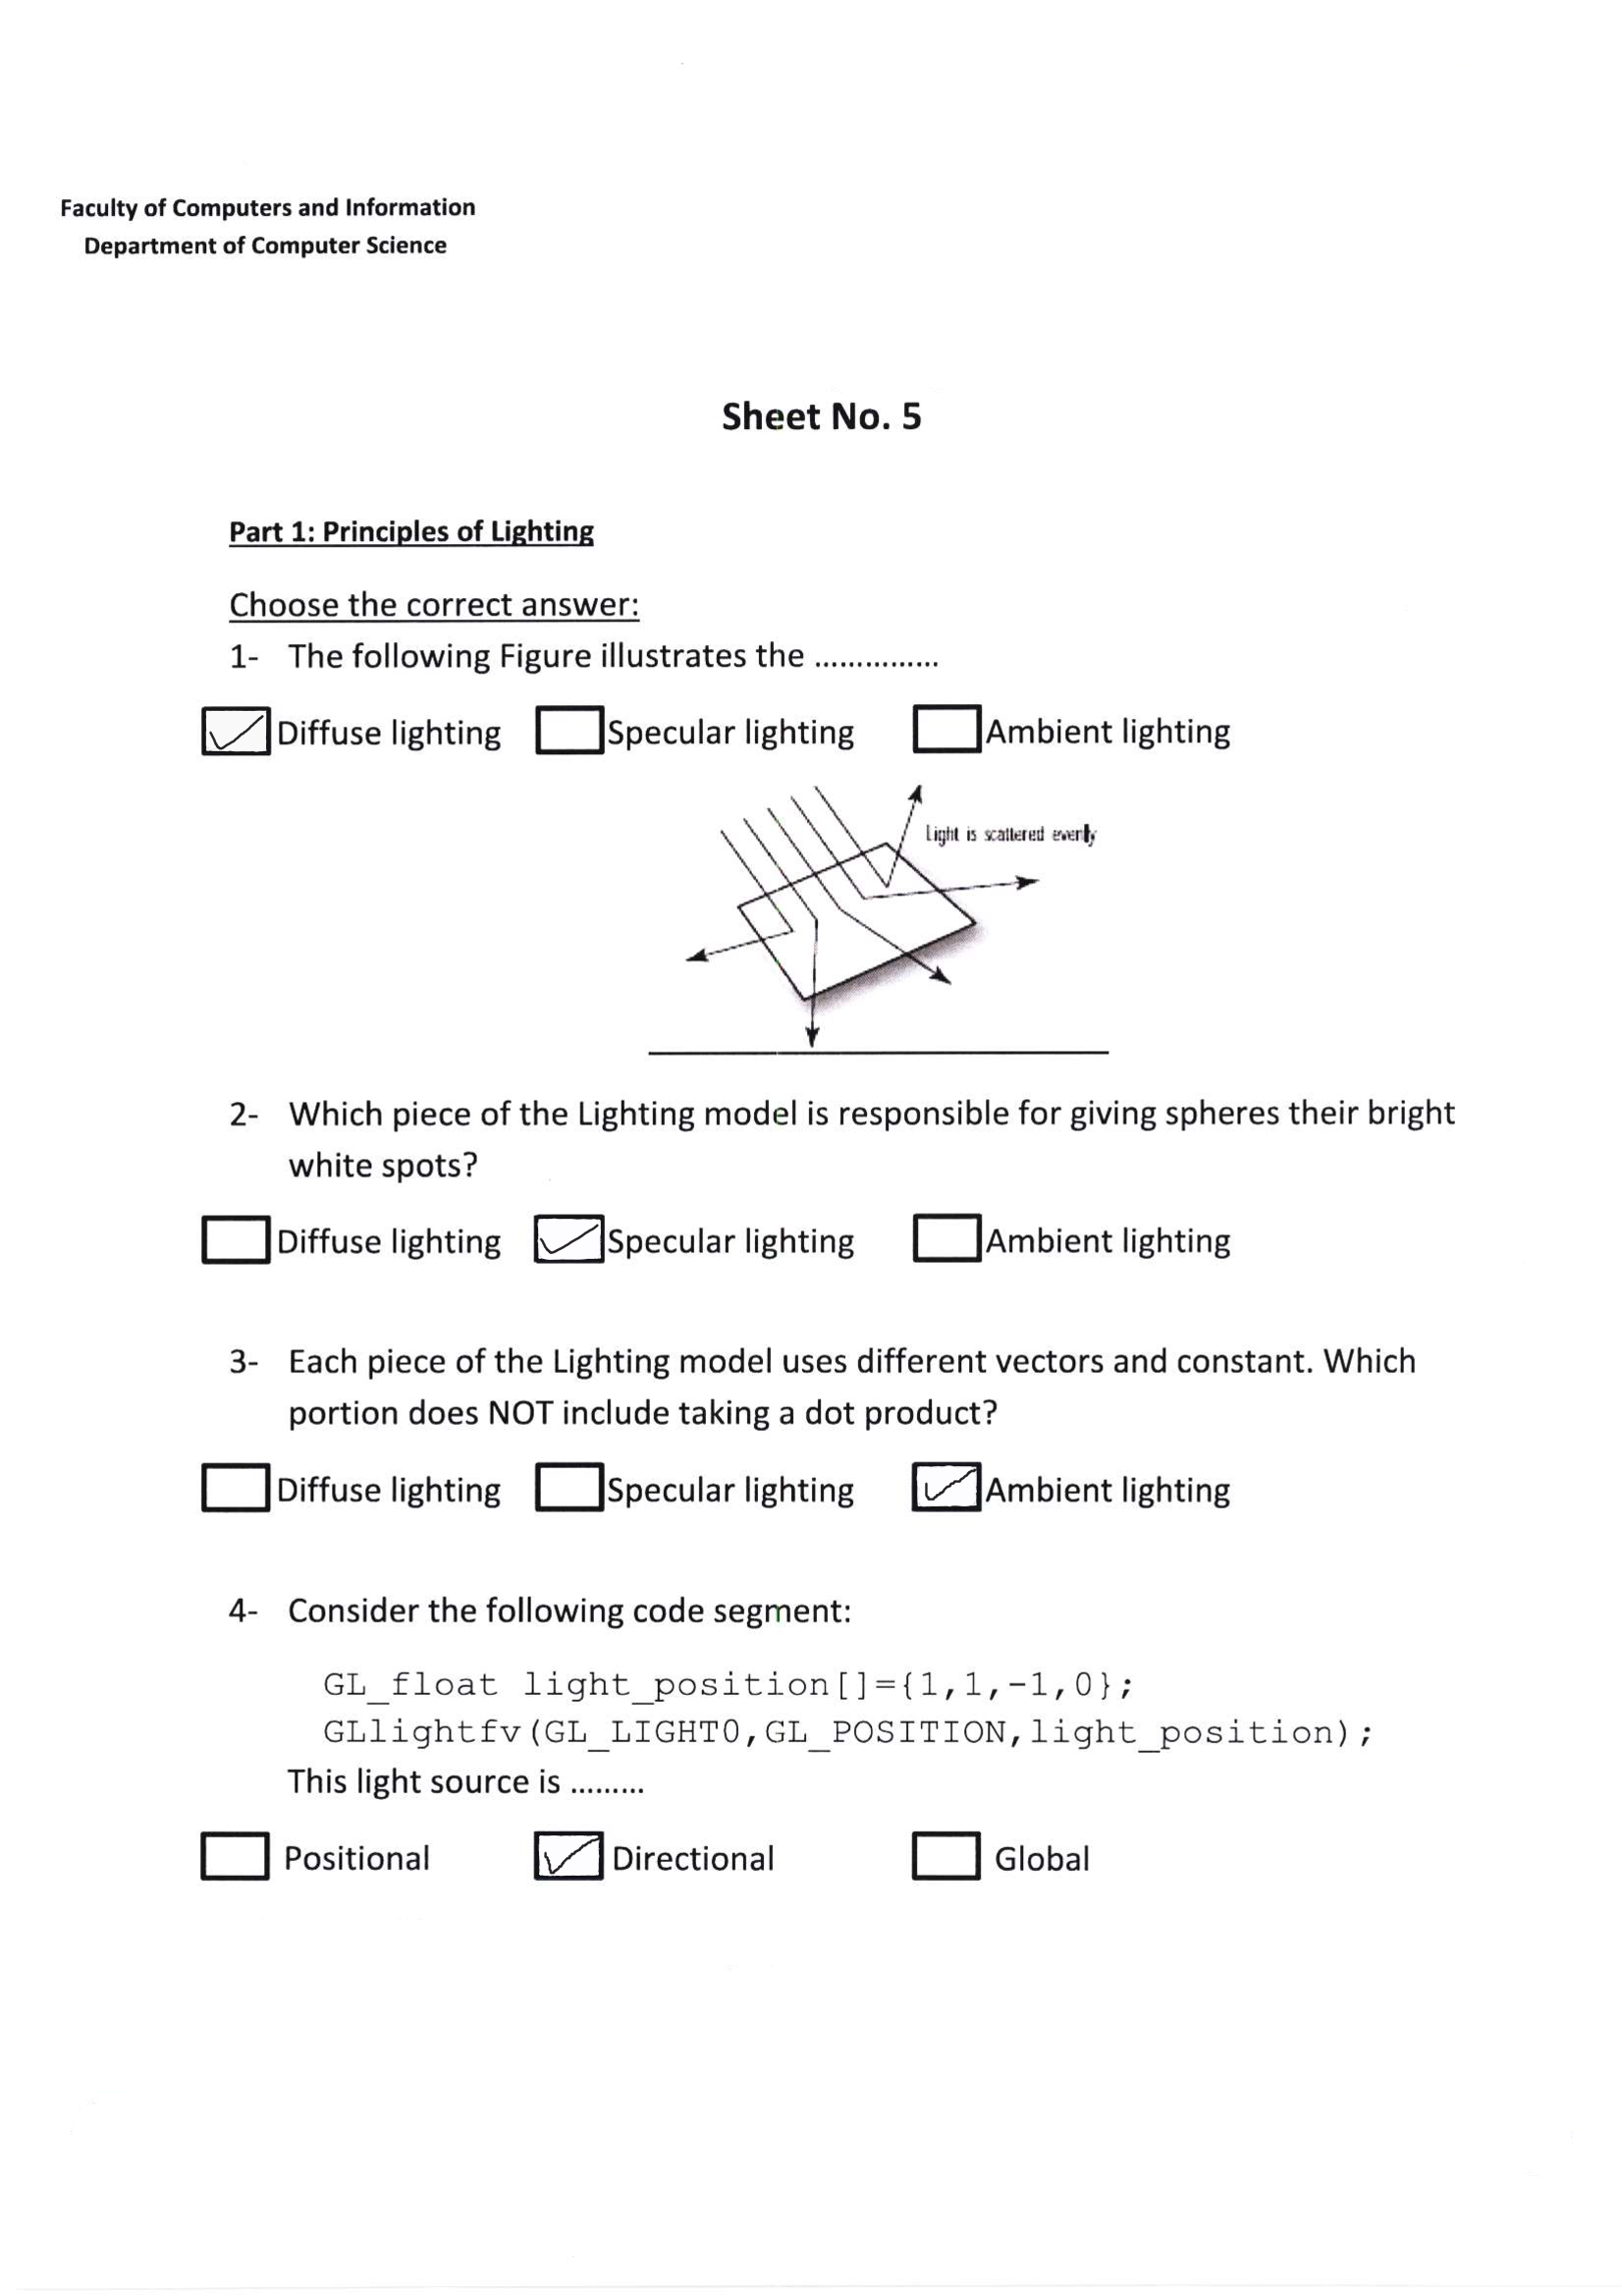 Faculty of Computers and Information
Department of Computer Science
Sheet No. 5
Part 1: Principles of Lighting
Choose the correct answer:
1- The following Figure illustrates the ...............
Diffuse lighting Specular lighting Ambient lighting
Light is scattered evenly
2- Which piece of the Lighting model is responsible for giving spheres their bright
white spots?
Diffuse lighting Specular lighting Ambient lighting
3- Each piece of the Lighting model uses different vectors and constant. Which
portion does NOT include taking a dot product?
Diffuse lighting Specular lighting Ambient lighting
4- Consider the following code segment:
GL_float light_position[]={1,1,-1,0};
GLlightfv(GL_LIGHT0,GL_POSITION,light_position);
This light source is .........
Positional Directional Global